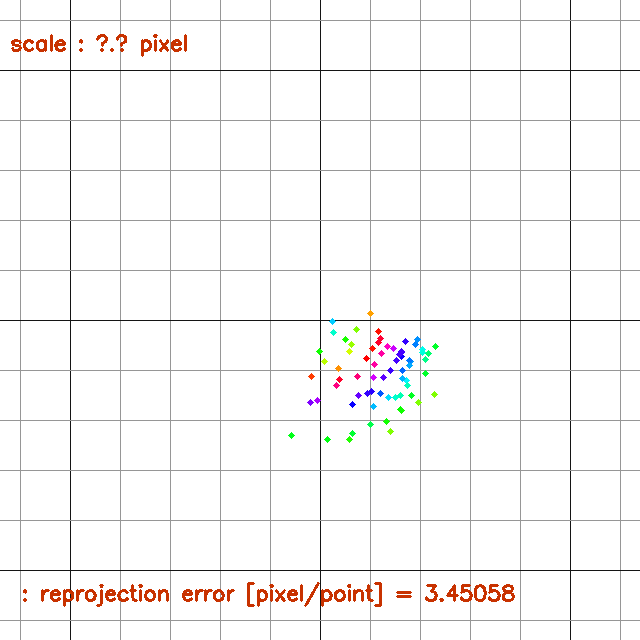 scale : ?.? pixel
: reprojection error [pixel/point] = 3.45058